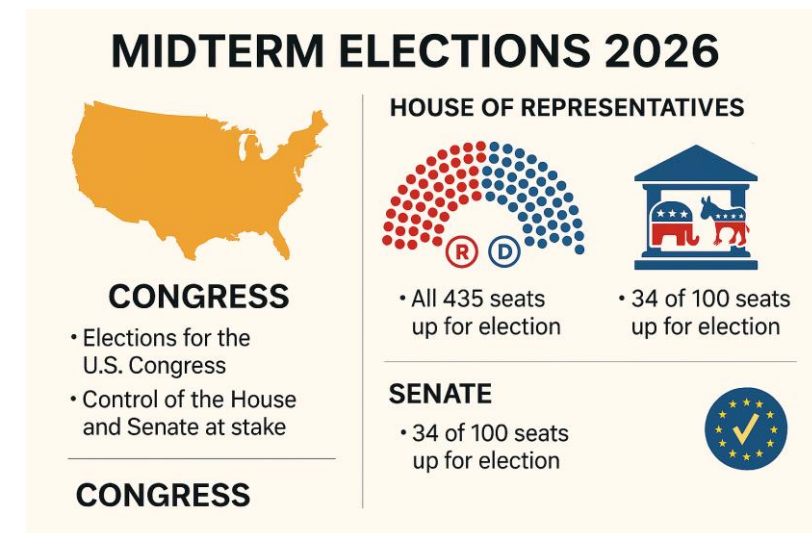 MIDTERM ELECTIONS 2026
CONGRESS
• Elections for the
U.S. Congress
• Control of the House
and Senate at stake
CONGRESS
HOUSE OF REPRESENTATIVES
R D
• All 435 seats
up for election
• 34 of 100 seats
up for election
SENATE
• 34 of 100 seats
up for election